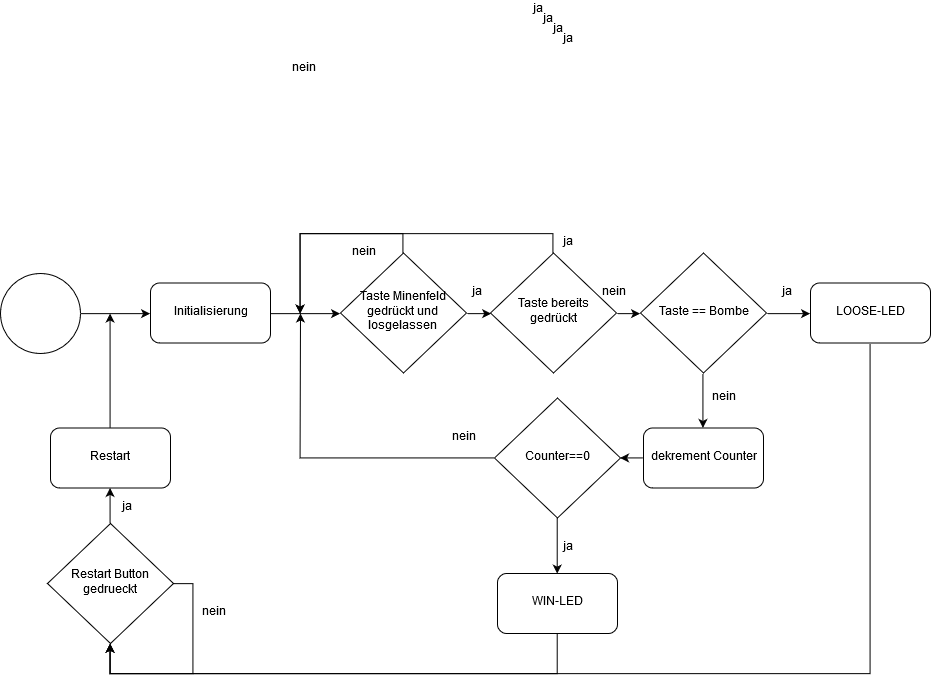 ja
ja
ja
ja
nein
Initialisierung
nein
Taste Minenfeld
gedrückt und
losgelassen
ja
ja
Taste bereits
gedrückt
nein
Taste == Bombe
ja
LOOSE-LED
nein
dekrement Counter
Counter==0
nein
ja
WIN-LED
Restart
ja
Restart Button
gedrueckt
nein